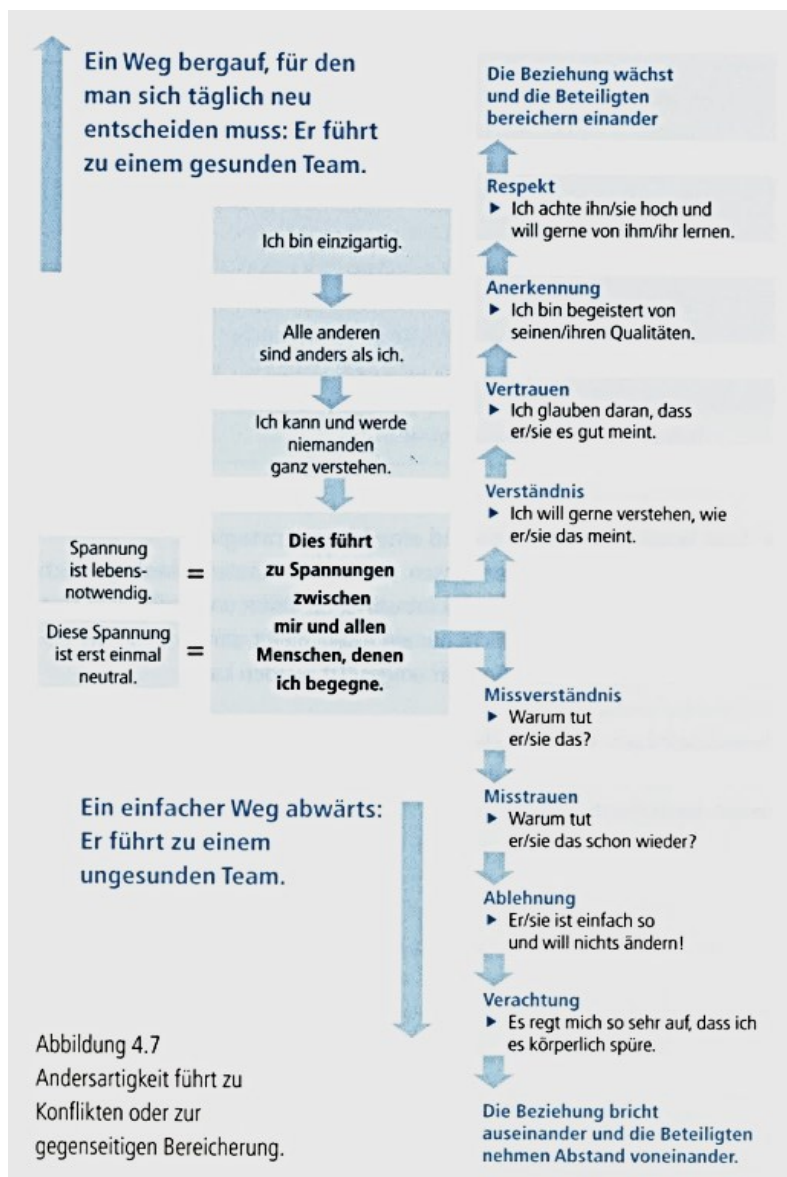 Ein Weg bergauf, für den
man sich täglich neu
entscheiden muss: Er führt
zu einem gesunden Team.
Die Beziehung wächst
und die Beteiligten
bereichern einander
Respekt
▶ Ich achte ihn/sie hoch und
will gerne von ihm/ihr lernen.
Anerkennung
▶ Ich bin begeistert von
seinen/ihren Qualitäten.
Vertrauen
▶ Ich glauben daran, dass
er/sie es gut meint.
Verständnis
▶ Ich will gerne verstehen, wie
er/sie das meint.
Ich bin einzigartig.
Alle anderen
sind anders als ich.
Ich kann und werde
niemanden
ganz verstehen.
Dies führt
zu Spannungen
zwischen
mir und allen
Menschen, denen
ich begegne.
Spannung
ist lebens-
notwendig.
=
Diese Spannung
ist erst einmal
neutral.
=
Missverständnis
▶ Warum tut
er/sie das?
Misstrauen
▶ Warum tut
er/sie das schon wieder?
Ablehnung
▶ Er/sie ist einfach so
und will nichts ändern!
Verachtung
▶ Es regt mich so sehr auf, dass ich
es körperlich spüre.
Die Beziehung bricht
auseinander und die Beteiligten
nehmen Abstand voneinander.
Ein einfacher Weg abwärts:
Er führt zu einem
ungesunden Team.
Abbildung 4.7
Andersartigkeit führt zu
Konflikten oder zur
gegenseitigen Bereicherung.